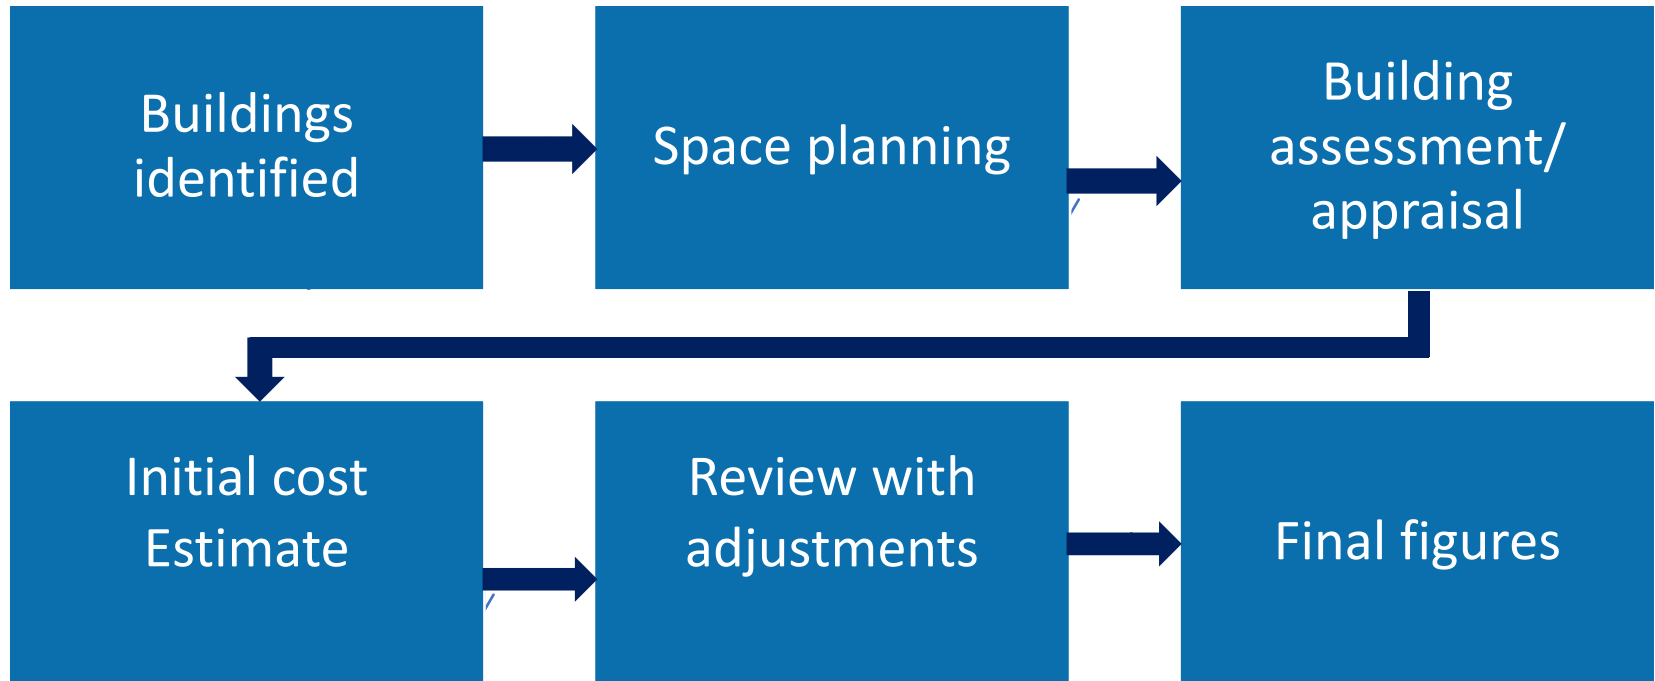 Buildings
identified
Space planning
Building
assessment/
appraisal
Initial cost
Estimate
Review with
adjustments
Final figures